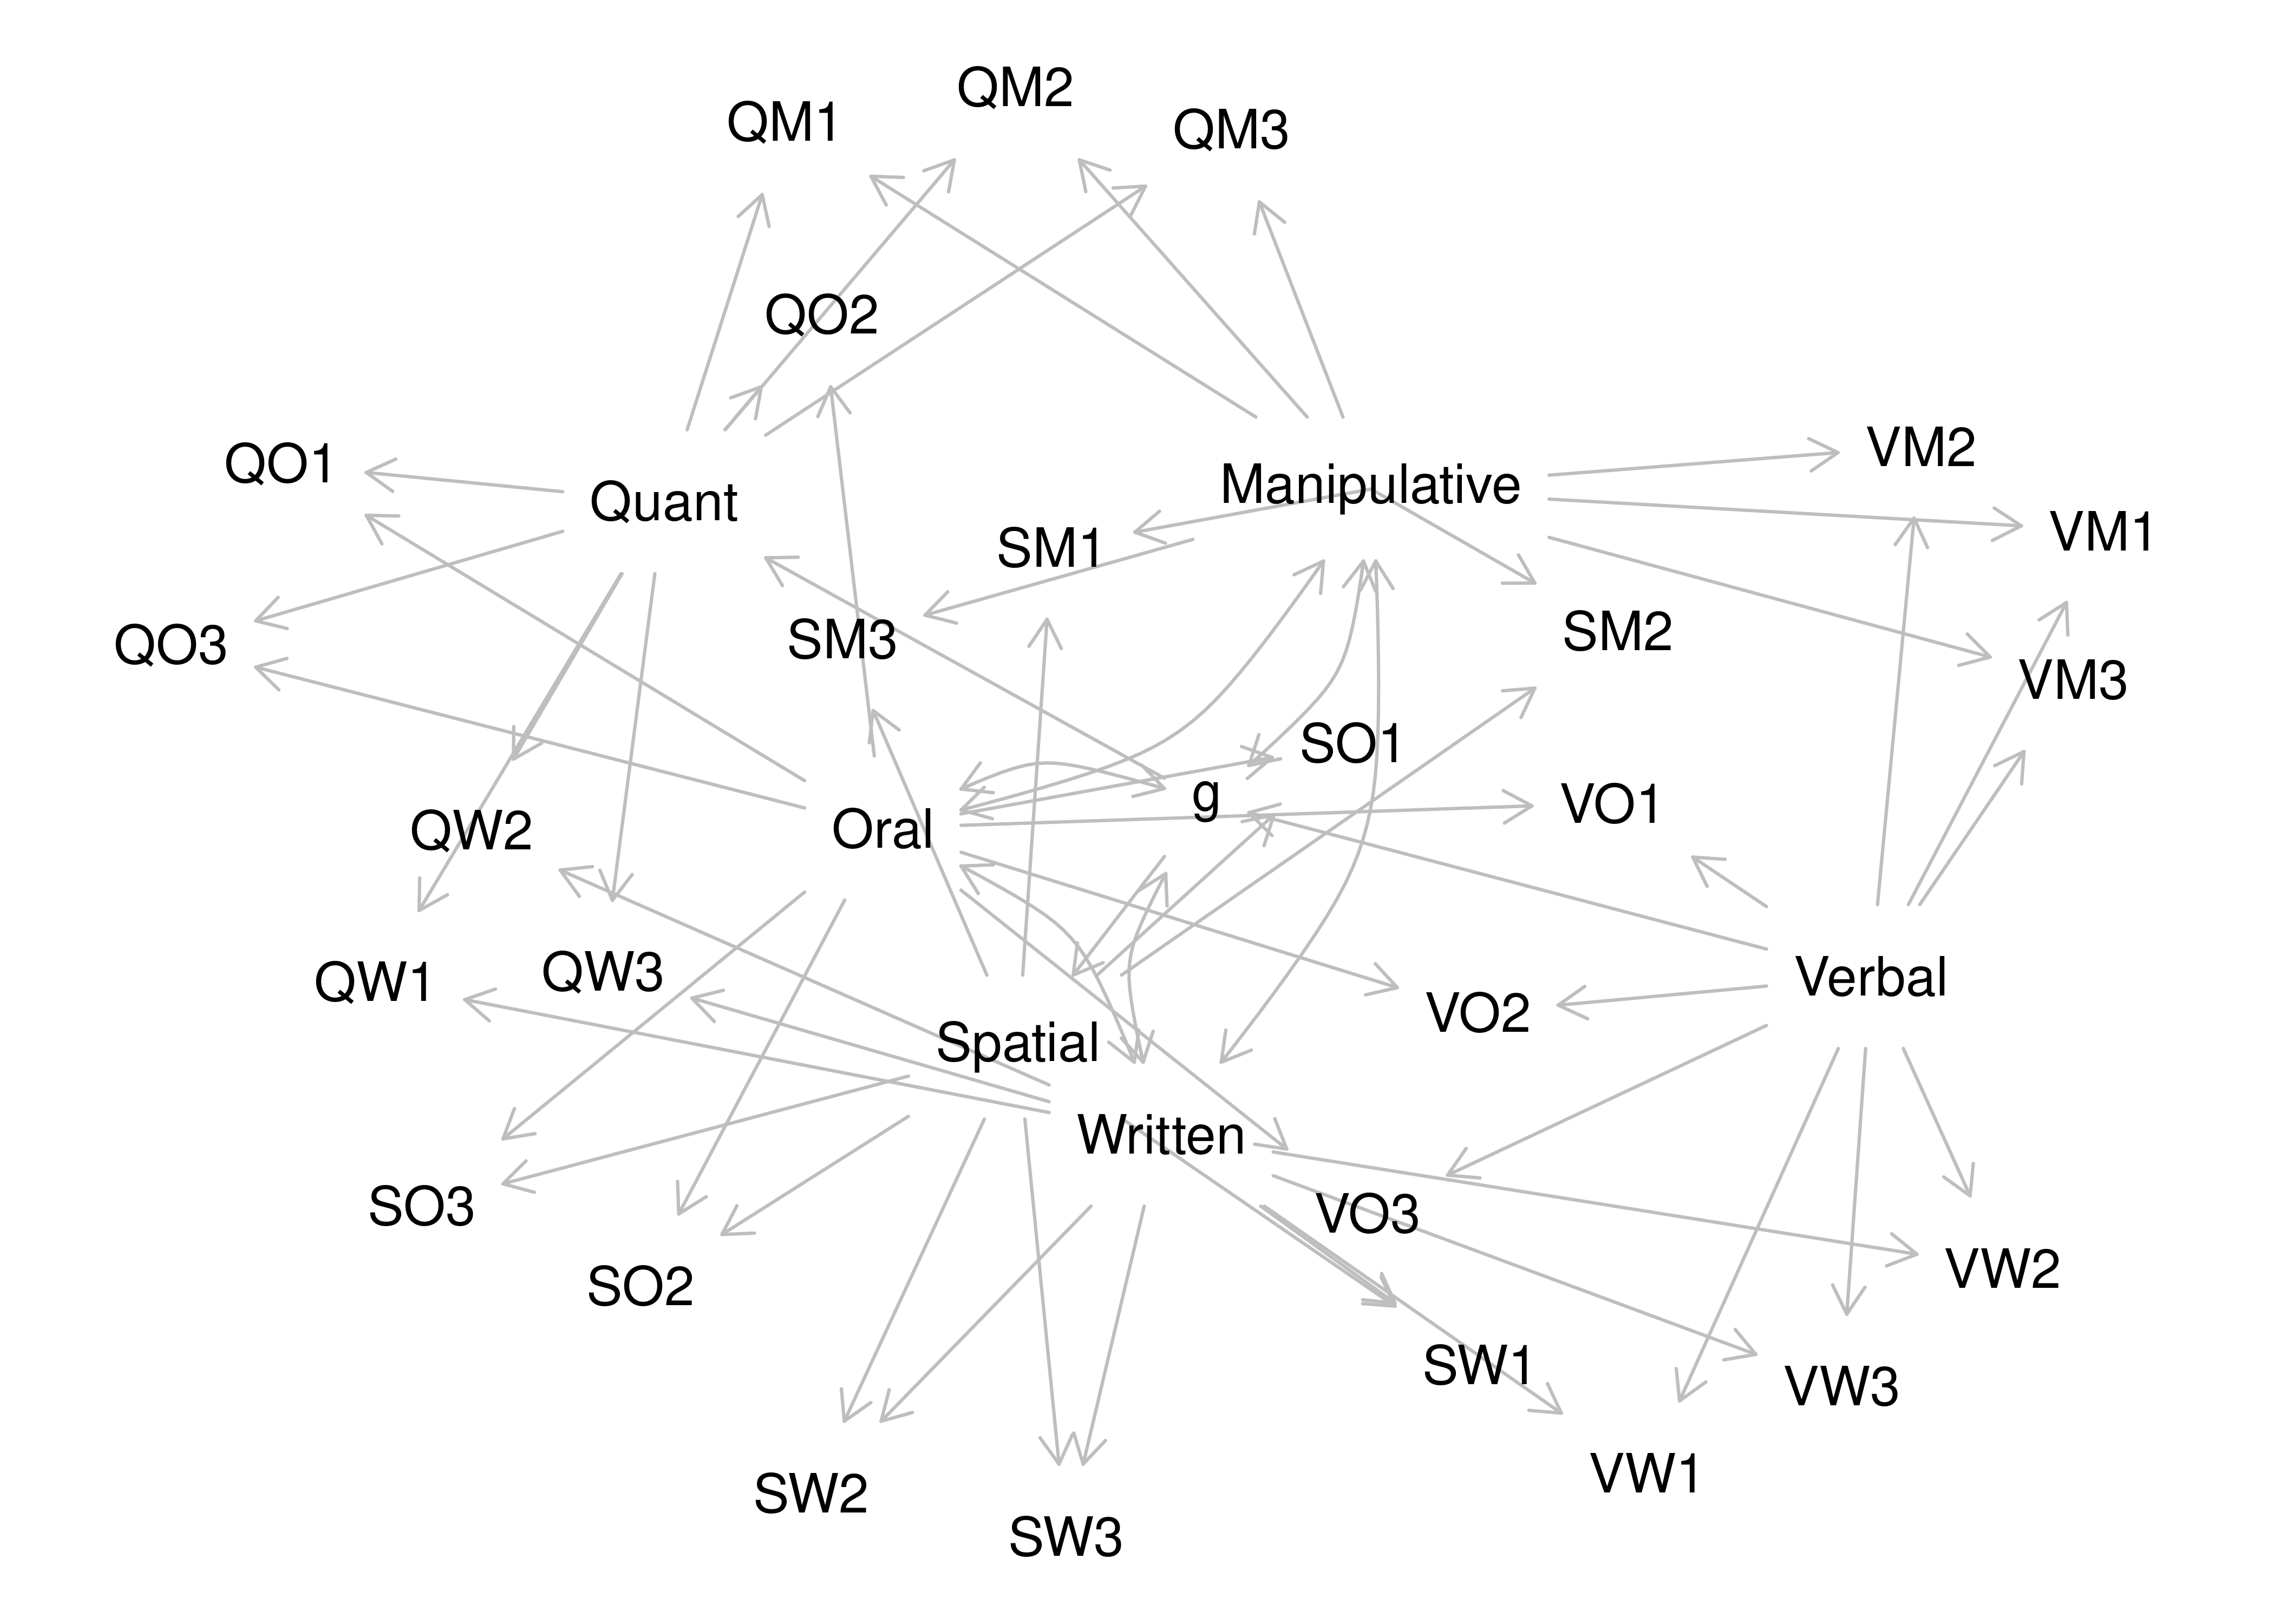 QM2
QM1
QM3
QO2
VM2
QO1
Manipulative
Quant
VM1
SM1
SM2
SM3
QO3
VM3
SO1
g
VO1
QW2
Oral
QW3
Verbal
QW1
VO2
Spatial
Written
SO3
VO3
VW2
SO2
SW1
VW3
VW1
SW2
SW3